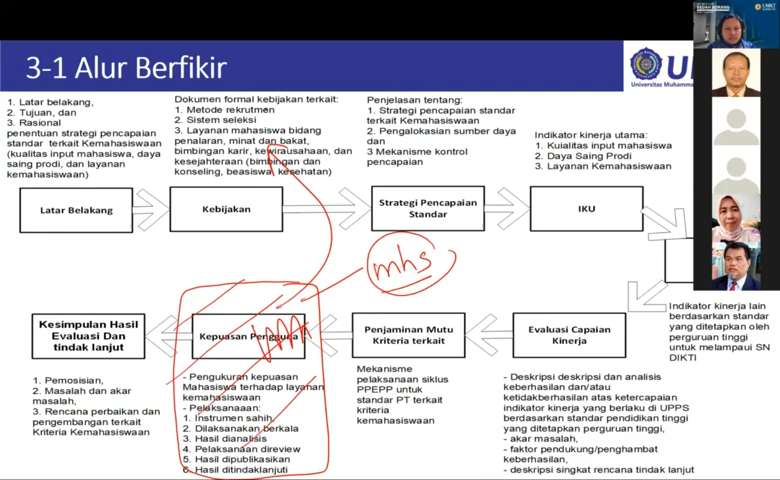 3-1 Alur Berfikir
Universitas Muhamma
BEDAH BORANG
1. Latar belakang,
2. Tujuan, dan
3. Rasional
penentuan strategi pencapaian
standar terkait Kemahasiswaan
(kualitas input mahasiswa, daya
saing prodi, dan layanan
kemahasiswaan)
Dokumen formal kebijakan terkait:
1. Metode rekrutmen
2. Sistem seleksi
3. Layanan mahasiswa bidang
penalaran, minat dan bakat,
bimbingan karir, kewirausahaan, dan
kesejahteraan (bimbingan dan
konseling, beasiswa, kesehatan)
Penjelasan tentang:
1. Strategi pencapaian standar
terkait Kemahasiswaan
2. Pengalokasian sumber daya
dan
3 Mekanisme kontrol
pencapaian
Indikator kinerja utama:
1. Kuialitas input mahasiswa
2. Daya Saing Prodi
3. Layanan Kemahasiswaan
Latar Belakang
Kebijakan
Strategi Pencapaian
Standar
IKU
mhs
Indikator kinerja lain
berdasarkan standar
yang ditetapkan oleh
perguruan tinggi
untuk melampaui SN
DIKTI
Kesimpulan Hasil
Evaluasi Dan
tindak lanjut
Kepuasan Pengguna
Penjaminan Mutu
Kriteria terkait
Evaluasi Capaian
Kinerja
1. Pemosisian,
2. Masalah dan akar
masalah,
3. Rencana perbaikan dan
pengembangan terkait
Kriteria Kemahasiswaan
- Pengukuran kepuasan
Mahasiswa terhadap layanan
kemahasiswaan
- Pelaksanaaan:
1. Instrumen sahih
2. Dilaksanakan berkala
3. Hasil dianalisis
4. Pelaksanaan direview
5. Hasil dipublikasikan
6. Hasil ditindaklanjuti
Mekanisme
pelaksanaan siklus
PPEPP untuk
standar PT terkait
kriteria
kemahasiswaan
- Deskripsi deskripsi dan analisis
keberhasilan dan/atau
ketidakberhasilan atas ketercapaian
indikator kinerja yang berlaku di UPPS
berdasarkan standar pendidikan tinggi
yang ditetapkan perguruan tinggi,
- akar masalah,
- faktor pendukung/penghambat
keberhasilan,
- deskripsi singkat rencana tindak lanjut